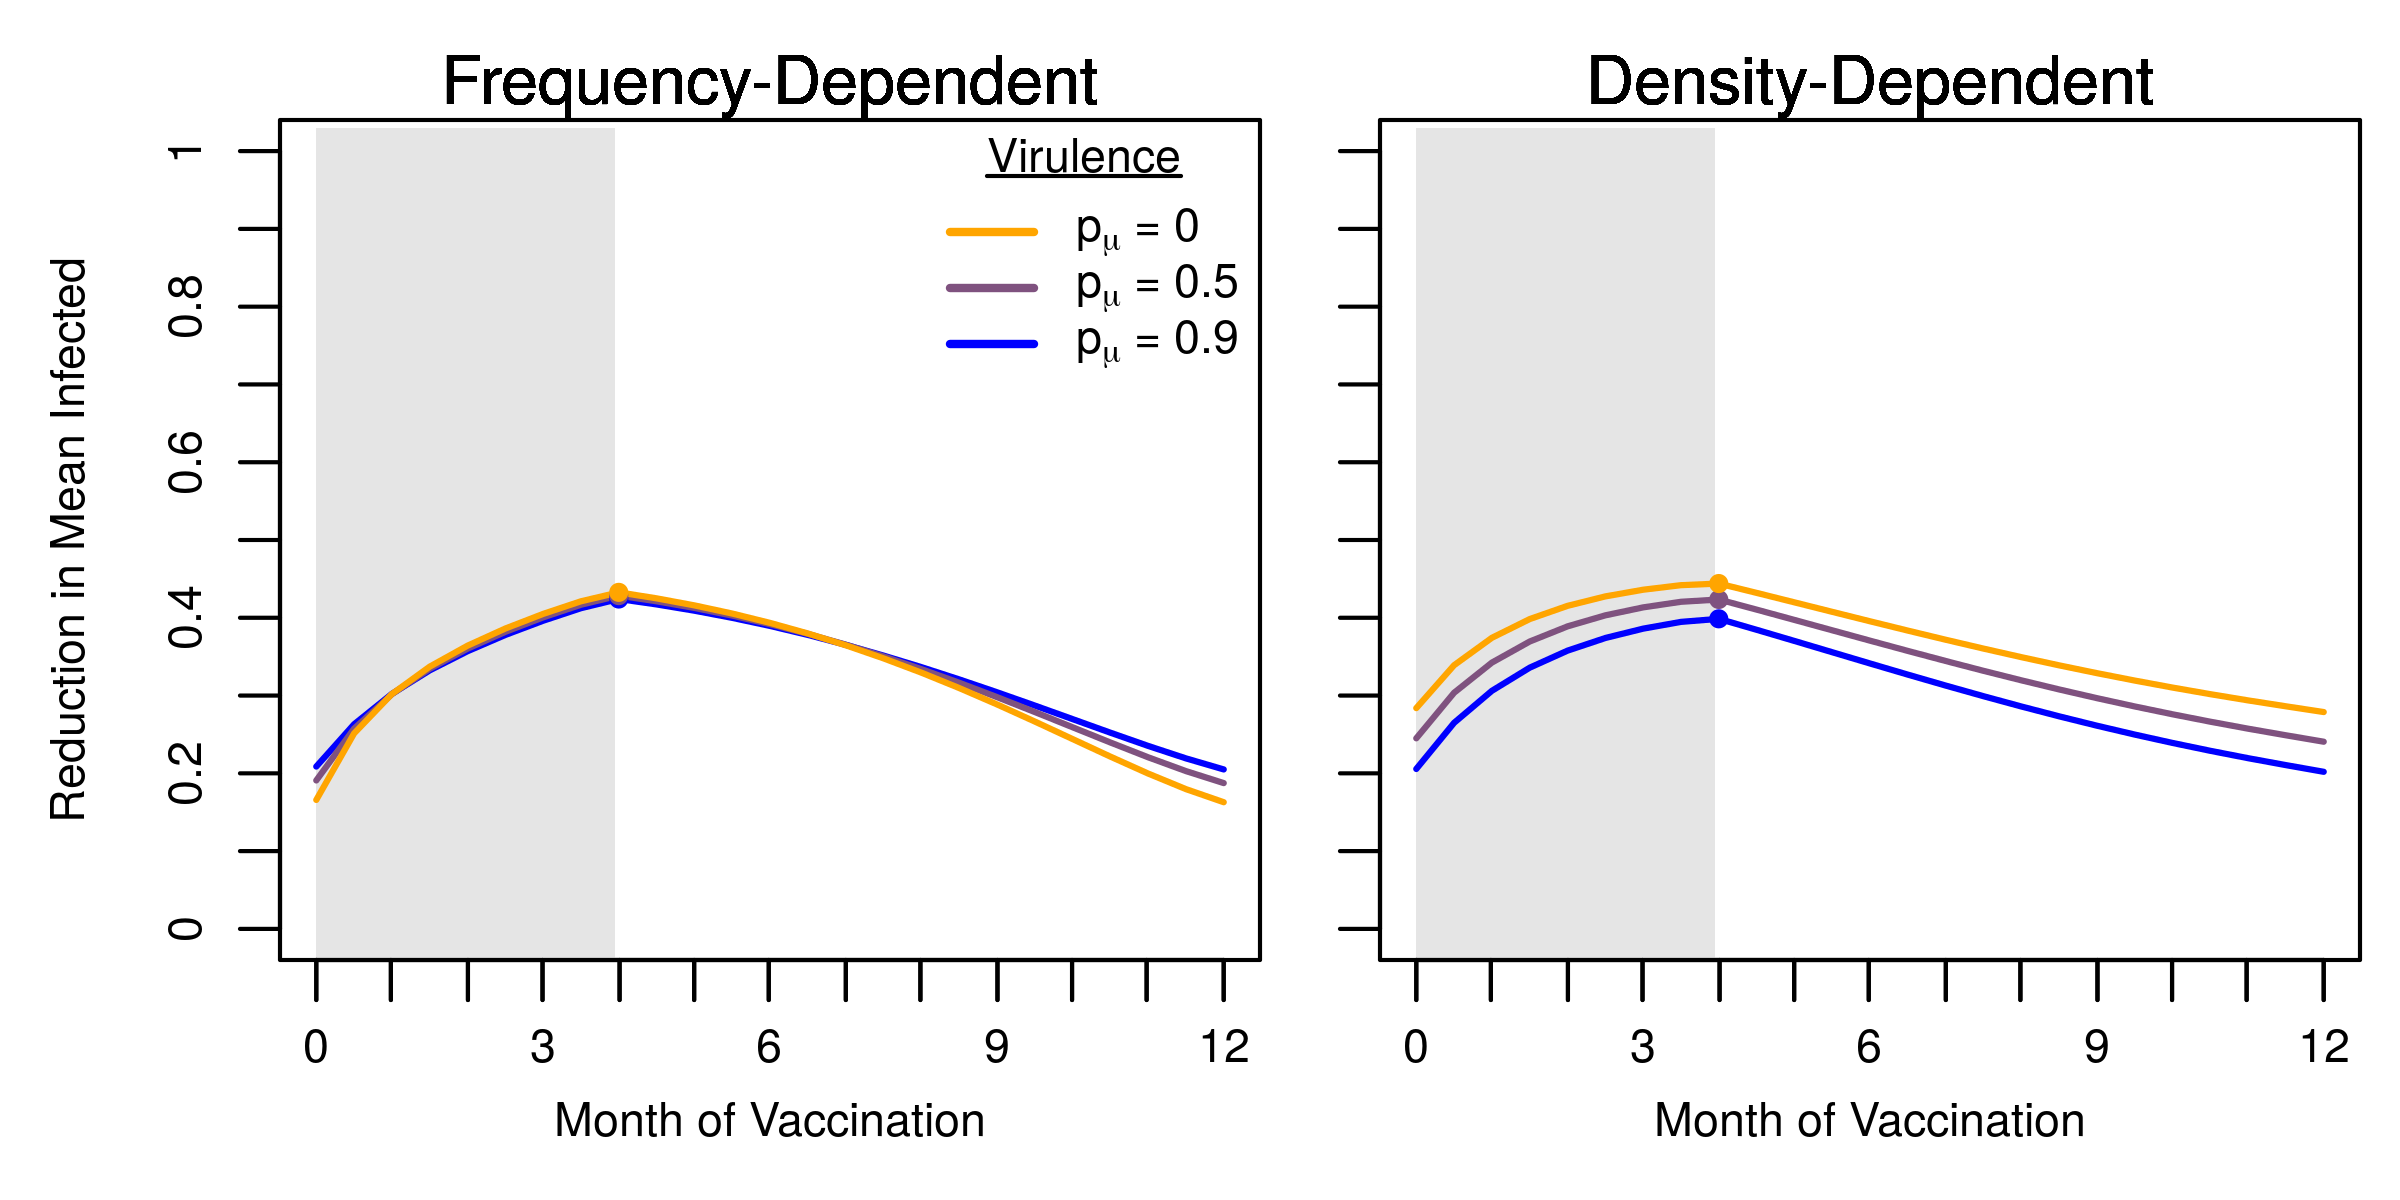 Frequency-Dependent
Density-Dependent
Virulence
pμ = 0
pμ = 0.5
pμ = 0.9
Reduction in Mean Infected
1
0.8
0.6
0.4
0.2
0
0 3 6 9 12
0 3 6 9 12
Month of Vaccination
Month of Vaccination